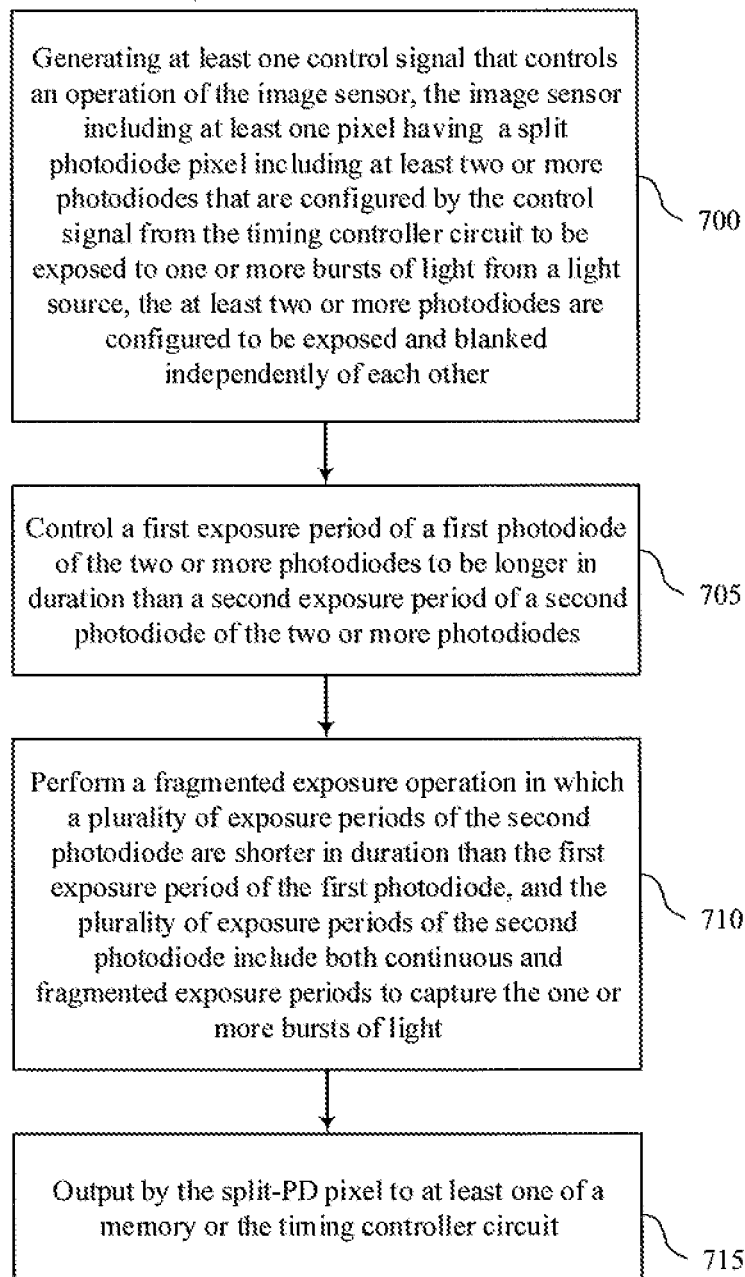 Generating at least one control signal that controls
an operation of the image sensor, the image sensor
including at least one pixel having a split
photodiode pixel including at least two or more
photodiodes that are configured by the control
signal from the timing controller circuit to be
exposed to one or more bursts of light from a light
source, the at least two or more photodiodes are
configured to be exposed and blanked
independently of each other
700
Control a first exposure period of a first photodiode
of the two or more photodiodes to be longer in
duration than a second exposure period of a second
photodiode of the two or more photodiodes
705
Perform a fragmented exposure operation in which
a plurality of exposure periods of the second
photodiode are shorter in duration than the first
exposure period of the first photodiode, and the
plurality of exposure periods of the second
photodiode include both continuous and
fragmented exposure periods to capture the one or
more bursts of light
710
Output by the split-PD pixel to at least one of a
memory or the timing controller circuit
715